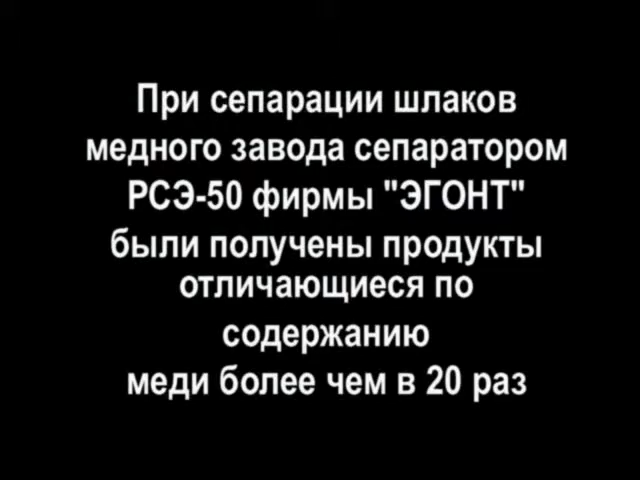 При сепарации шлаков
медного завода сепаратором
РСЭ-50 фирмы "ЭГОНТ"
были получены продукты
отличающиеся по
содержанию
меди более чем в 20 раз